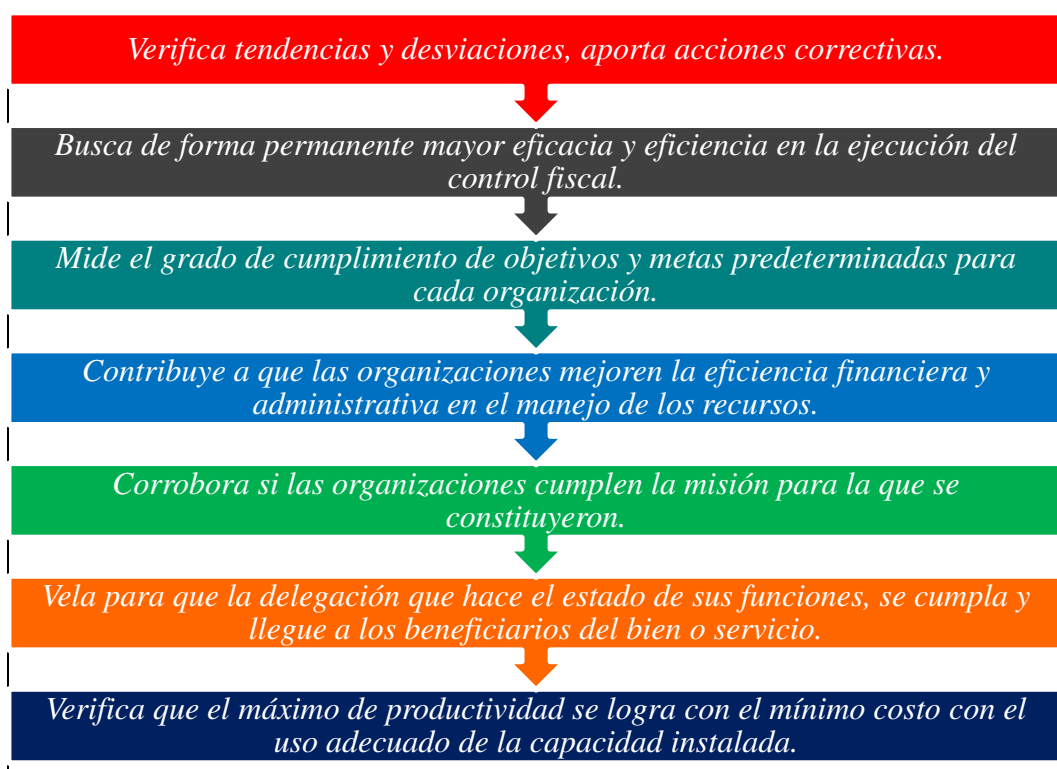 Verifica tendencias y desviaciones, aporta acciones correctivas.
Busca de forma permanente mayor eficacia y eficiencia en la ejecución del
control fiscal.
Mide el grado de cumplimiento de objetivos y metas predeterminadas para
cada organización.
Contribuye a que las organizaciones mejoren la eficiencia financiera y
administrativa en el manejo de los recursos.
Corrobora si las organizaciones cumplen la misión para la que se
constituyeron.
Vela para que la delegación que hace el estado de sus funciones, se cumpla y
llegue a los beneficiarios del bien o servicio.
Verifica que el máximo de productividad se logra con el mínimo costo con el
uso adecuado de la capacidad instalada.